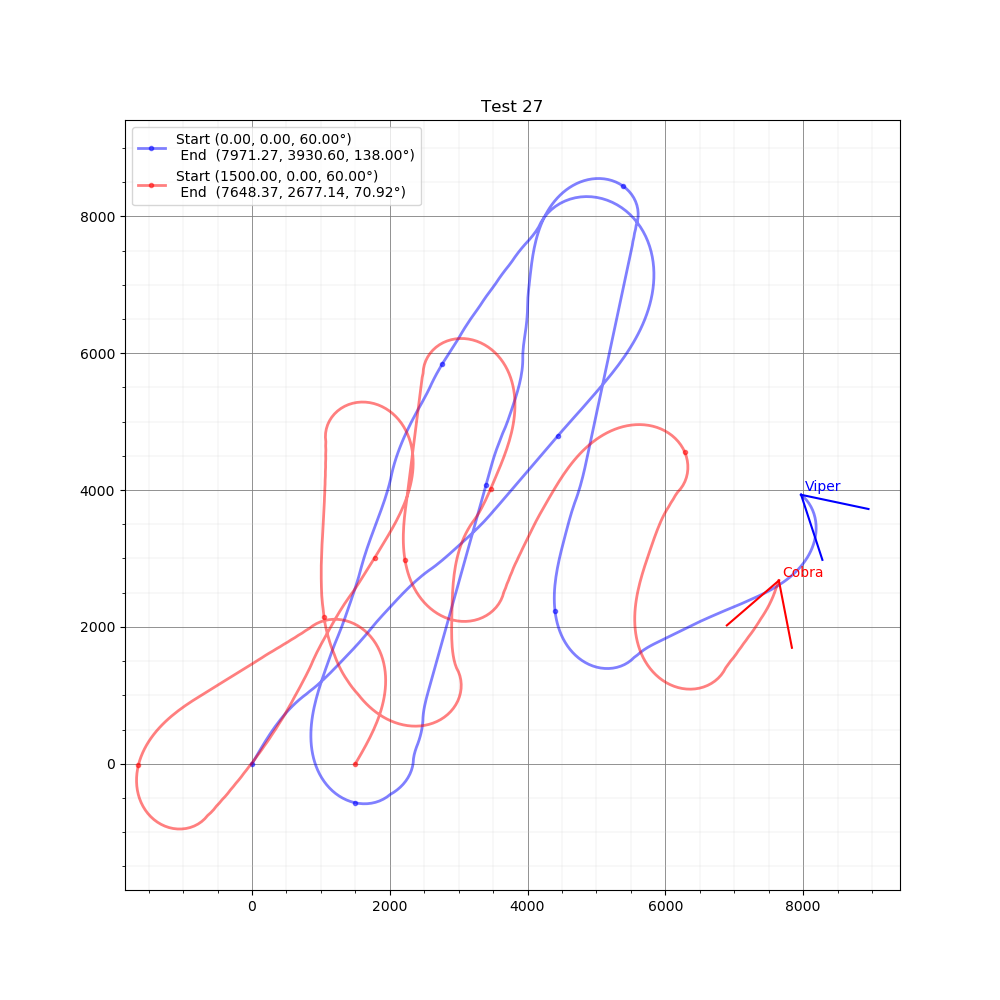 Test 27
Start (0.00, 0.00, 60.00°)
End (7971.27, 3930.60, 138.00°)
Start (1500.00, 0.00, 60.00°)
End (7648.37, 2677.14, 70.92°)
8000
6000
4000
2000
0
Viper
Cobra
0 2000 4000 6000 8000